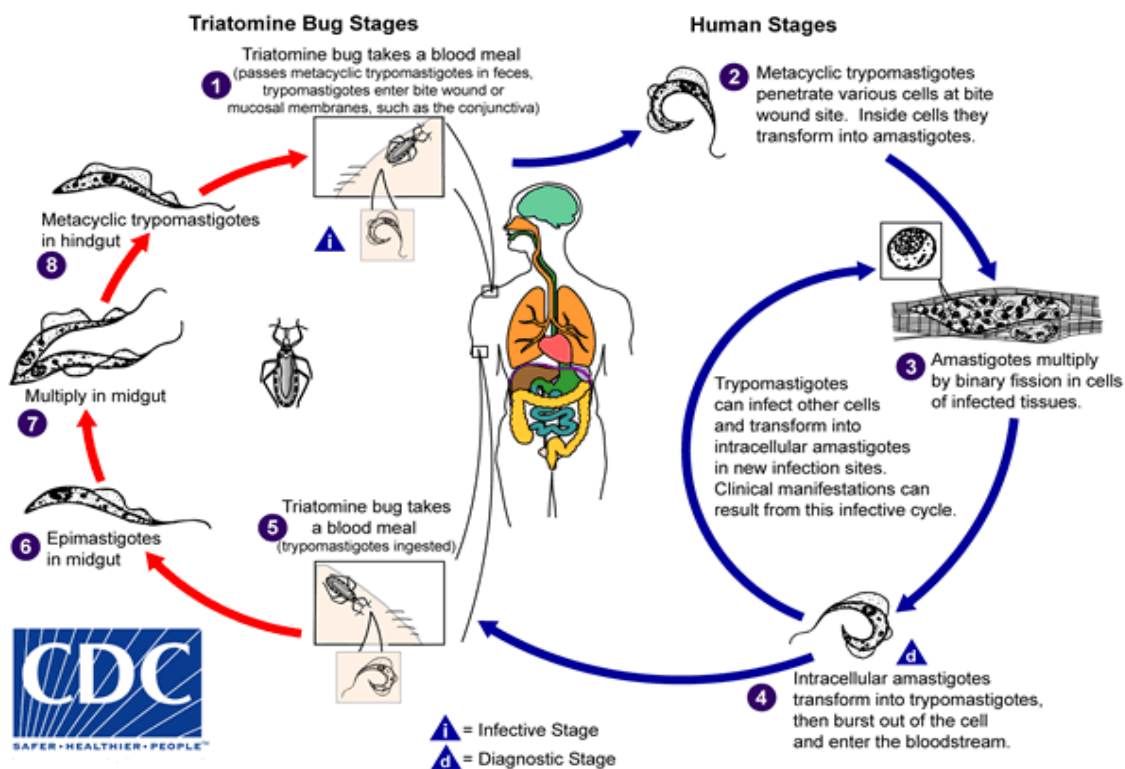 Triatomine Bug Stages
Human Stages
1
Triatomine bug takes a blood meal
(passes metacyclic trypomastigotes in feces,
trypomastigotes enter bite wound or
mucosal membranes, such as the conjunctiva)
i
2
Metacyclic trypomastigotes
penetrate various cells at bite
wound site. Inside cells they
transform into amastigotes.
3
Amastigotes multiply
by binary fission in cells
of infected tissues.
Trypomastigotes
can infect other cells
and transform into
intracellular amastigotes
in new infection sites.
Clinical manifestations can
result from this infective cycle.
d
4
Intracellular amastigotes
transform into trypomastigotes,
then burst out of the cell
and enter the bloodstream.
5
Triatomine bug takes
a blood meal
(trypomastigotes ingested)
6
Epimastigotes
in midgut
Multiply in midgut
7
Metacyclic trypomastigotes
in hindgut
8
i = Infective Stage
d = Diagnostic Stage
CDC
SAFER•HEALTHIER•PEOPLE™